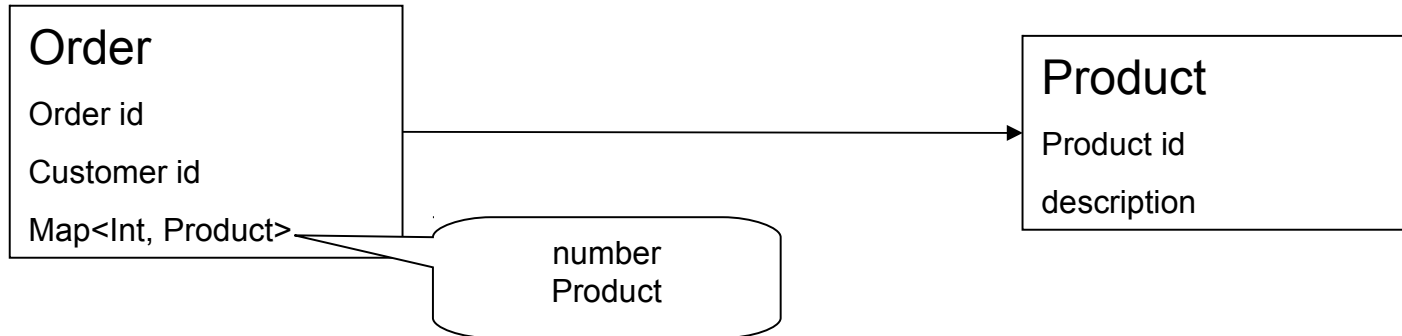 Order
Order id
Customer id
Map<Int, Product>
number
Product
Product
Product id
description